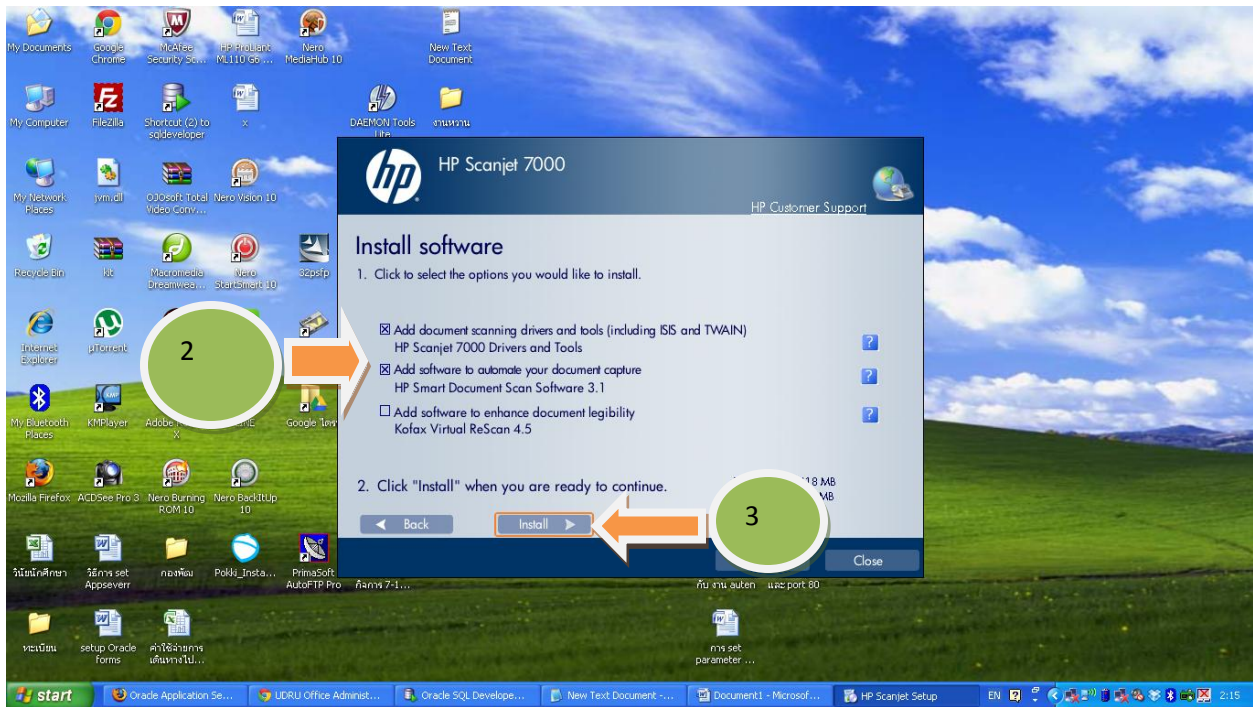 My Documents
Google Chrome
McAfee Security Sc...
HP ProLiant ML110 G6 ...
Nero MediaHub 10
New Text Document
My Computer
FileZilla
Shortcut (2) to sqldeveloper
x
DAEMON Tools Lite
งานหวาน
My Network Places
jvm.dll
OJOsoft Total Video Conv...
Nero Vision 10
Recycle Bin
kit
Macromedia Dreamwea...
Nero StartSmart 10
32psfp
Internet Explorer
µTorrent
My Bluetooth Places
KMPlayer
Adobe
X
Google ไดรฟ์
Mozilla Firefox
ACDSee Pro 3
Nero Burning ROM 10
Nero BackItUp 10
วินัยนักศึกษา
วิธีการ set Appseverr
กองพัฒ
Pokki_Insta...
PrimaSoft AutoFTP Pro
กิจการ 7-1...
กับ งาน auten และ port 80
ทะเบียน
setup Oracle forms
ค่าใช้จ่ายการเดินทางไป...
การ set parameter ...
hp
HP Scanjet 7000
HP Customer Support
Install software
1. Click to select the options you would like to install.
Add document scanning drivers and tools (including ISIS and TWAIN)
HP Scanjet 7000 Drivers and Tools
?
Add software to automate your document capture
HP Smart Document Scan Software 3.1
?
Add software to enhance document legibility
Kofax Virtual ReScan 4.5
?
2
2. Click "Install" when you are ready to continue.
MB
MB
3
Back
Install
Close
start
Oracle Application Se...
UDRU Office Administ...
Oracle SQL Develope...
New Text Document -...
Document1 - Microsof...
HP Scanjet Setup
EN
2:15